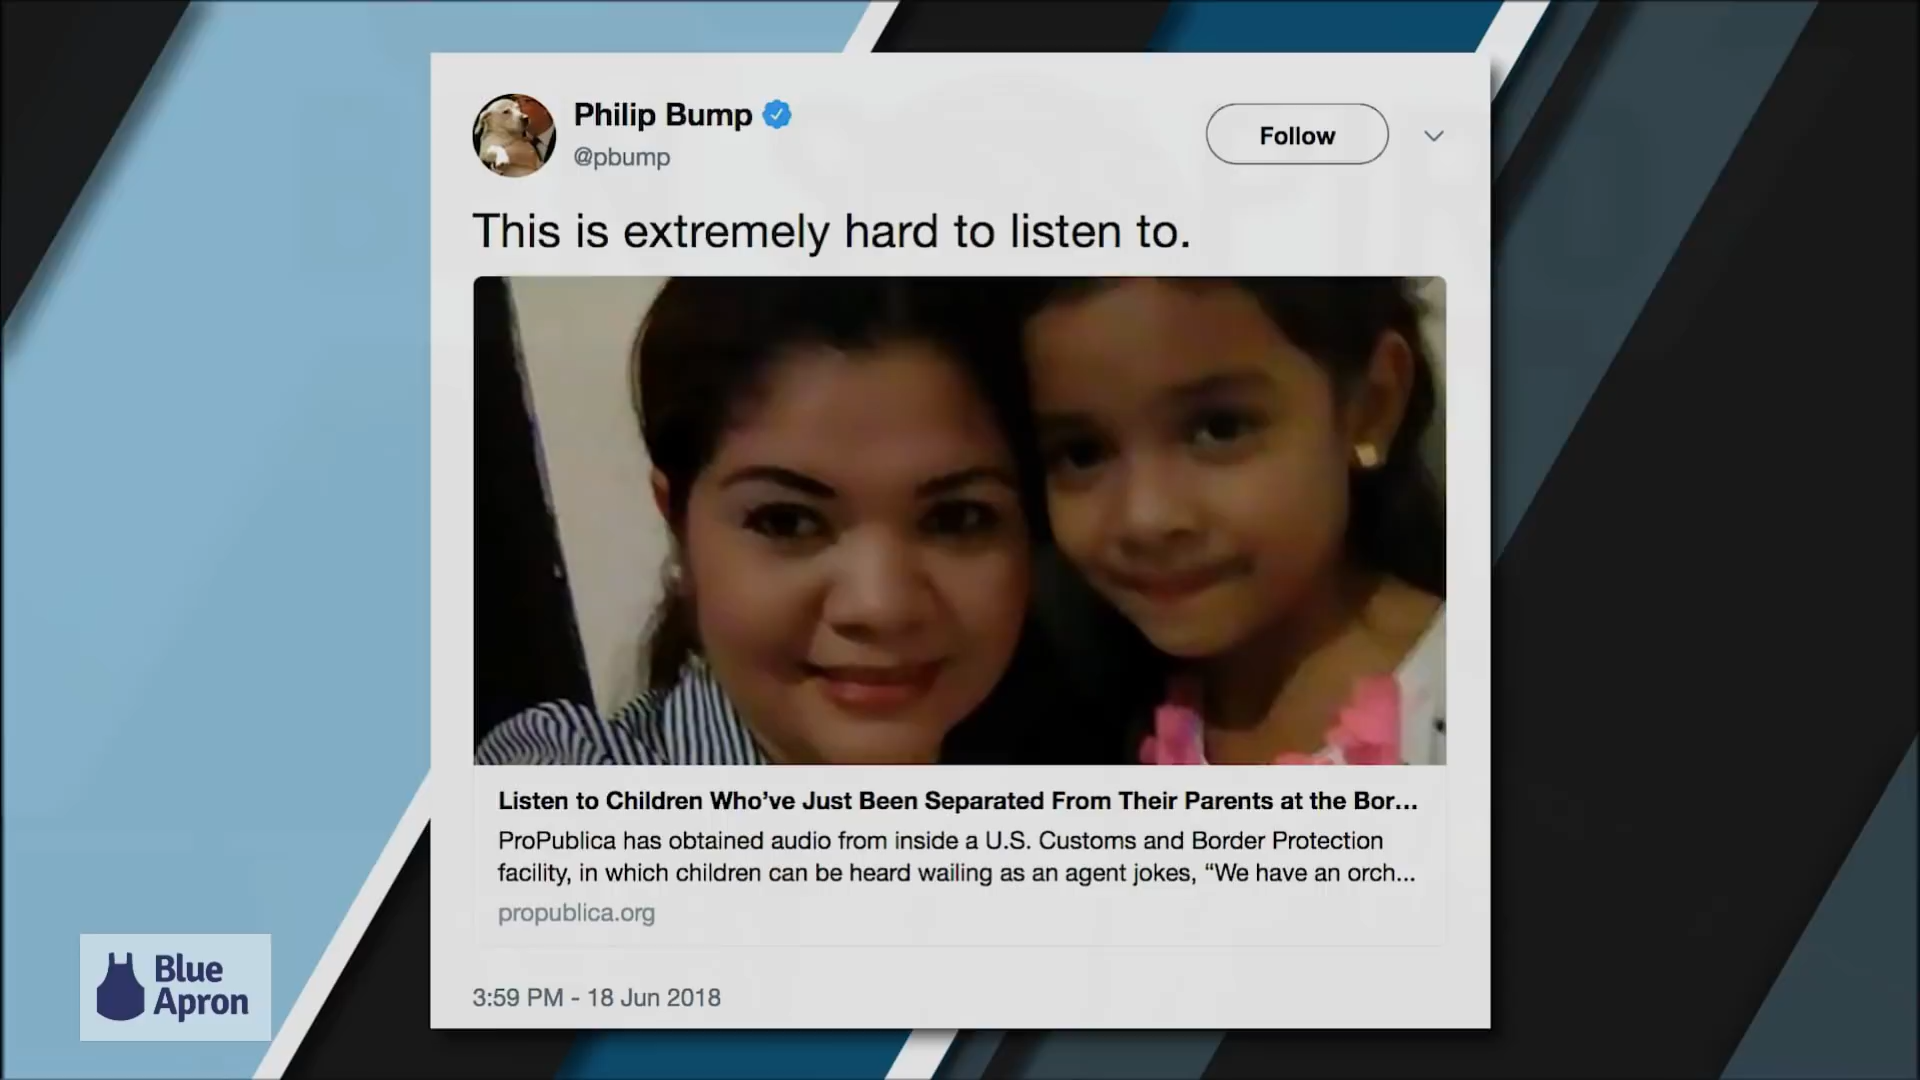 Philip Bump
@pbump
Follow
This is extremely hard to listen to.
Listen to Children Who’ve Just Been Separated From Their Parents at the Bor...
ProPublica has obtained audio from inside a U.S. Customs and Border Protection
facility, in which children can be heard wailing as an agent jokes, “We have an orch...
propublica.org
3:59 PM - 18 Jun 2018
Blue
Apron